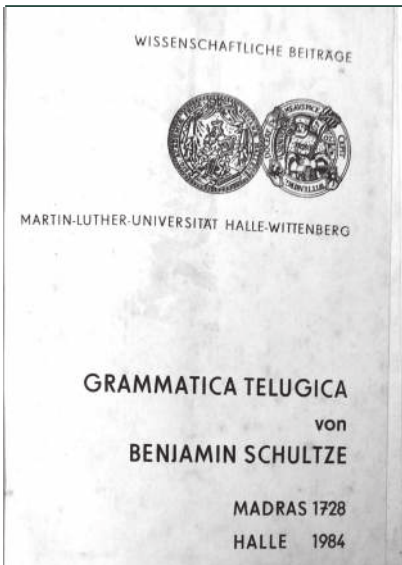 WISSENSCHAFTLICHE BEITRÄGE
MARTIN-LUTHER-UNIVERSITÄT HALLE-WITTENBERG
GRAMMATICA TELUGICA
von
BENJAMIN SCHULTZE
MADRAS 1728
HALLE 1984